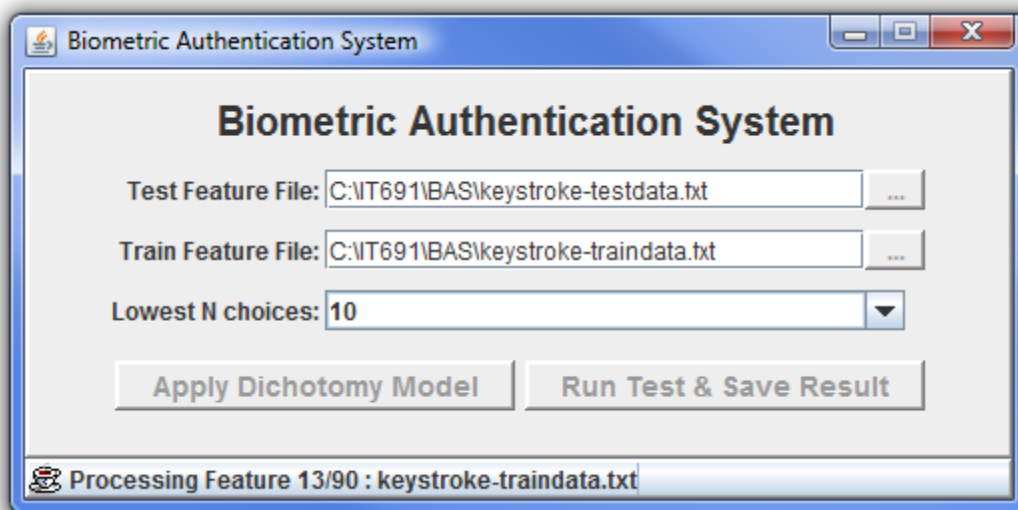 Biometric Authentication System
Biometric Authentication System
Test Feature File: C:\IT691\BAS\keystroke-testdata.txt ...
Train Feature File: C:\IT691\BAS\keystroke-traindata.txt ...
Lowest N choices: 10
Apply Dichotomy Model Run Test & Save Result
Processing Feature 13/90 : keystroke-traindata.txt